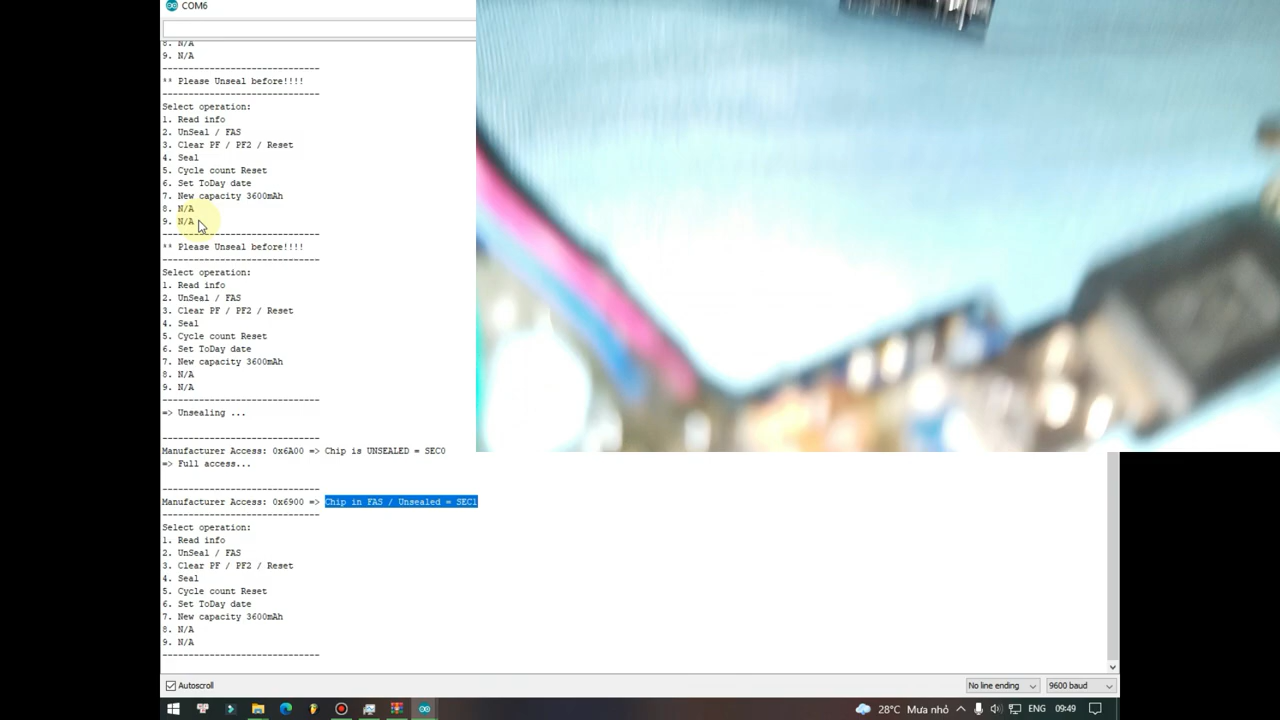 COM6
8. N/A
9. N/A
-------------------------------
** Please Unseal before!!!!
-------------------------------
Select operation:
1. Read info
2. UnSeal / FAS
3. Clear PF / PF2 / Reset
4. Seal
5. Cycle count Reset
6. Set ToDay date
7. New capacity 3600mAh
8. N/A
9. N/A
-------------------------------
** Please Unseal before!!!!
-------------------------------
Select operation:
1. Read info
2. UnSeal / FAS
3. Clear PF / PF2 / Reset
4. Seal
5. Cycle count Reset
6. Set ToDay date
7. New capacity 3600mAh
8. N/A
9. N/A
-------------------------------
=> Unsealing ...
-------------------------------
Manufacturer Access: 0x6A00 => Chip is UNSEALED = SEC0
=> Full access...
-------------------------------
Manufacturer Access: 0x6900 => Chip in FAS / Unsealed = SEC1
-------------------------------
Select operation:
1. Read info
2. UnSeal / FAS
3. Clear PF / PF2 / Reset
4. Seal
5. Cycle count Reset
6. Set ToDay date
7. New capacity 3600mAh
8. N/A
9. N/A
-------------------------------
Autoscroll
No line ending
9600 baud
28°C Mưa nhỏ
ENG
09:49